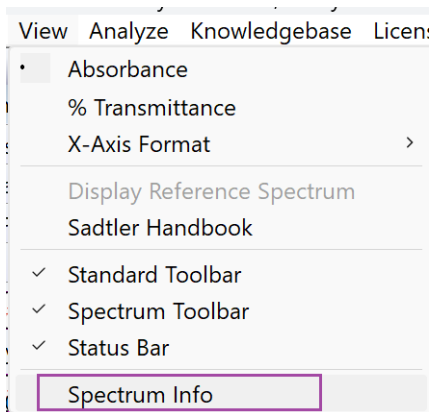 View Analyze Knowledgebase
Absorbance
% Transmittance
X-Axis Format
Display Reference Spectrum
Sadtler Handbook
Standard Toolbar
Spectrum Toolbar
Status Bar
Spectrum Info